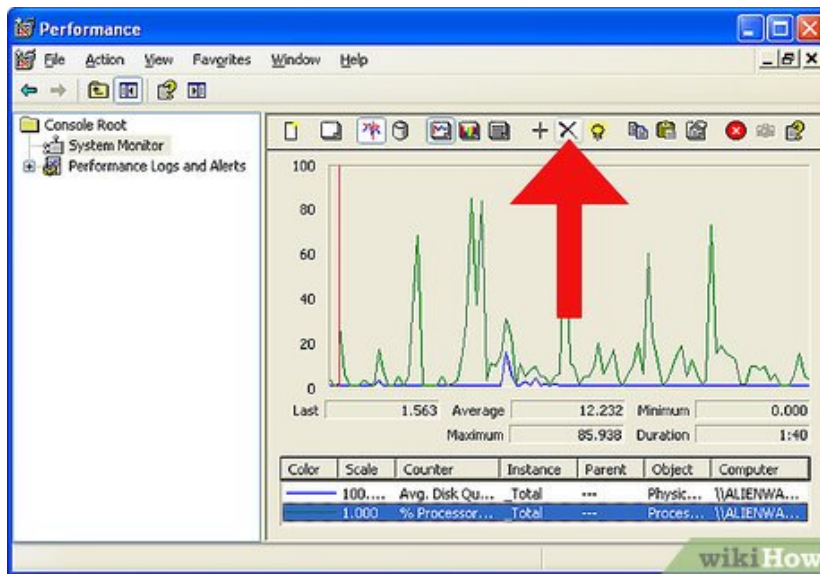 Performance
File Action View Favorites Window Help
Console Root
System Monitor
Performance Logs and Alerts
100
80
60
40
20
0
Last 1.563 Average 12.232 Minimum 0.000
Maximum 85.938 Duration 1:40
Color Scale Counter Instance Parent Object Computer
100.... Avg. Disk Qu... _Total --- Physic... \\ALIENWA...
1.000 % Processor... _Total --- Proces... \\ALIENWA...
wikiHow